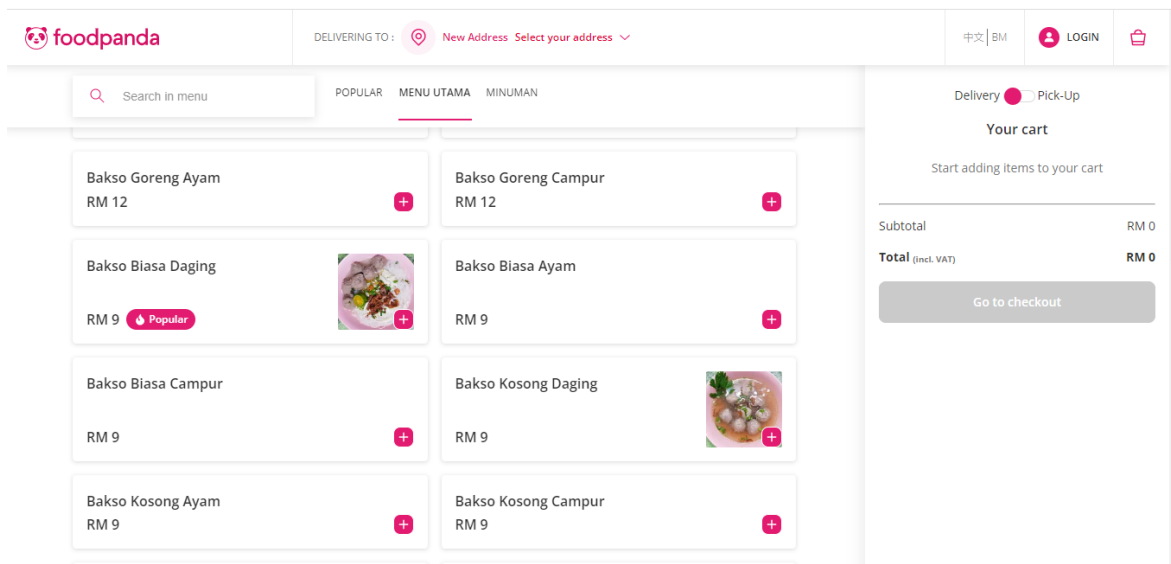 foodpanda
DELIVERING TO : New Address Select your address
中文 BM
LOGIN
Search in menu
POPULAR MENU UTAMA MINUMAN
Bakso Goreng Ayam
RM 12
Bakso Goreng Campur
RM 12
Bakso Biasa Daging
RM 9 Popular
Bakso Biasa Ayam
RM 9
Bakso Biasa Campur
RM 9
Bakso Kosong Daging
RM 9
Bakso Kosong Ayam
RM 9
Bakso Kosong Campur
RM 9
Delivery Pick-Up
Your cart
Start adding items to your cart
Subtotal RM 0
Total (incl. VAT) RM 0
Go to checkout